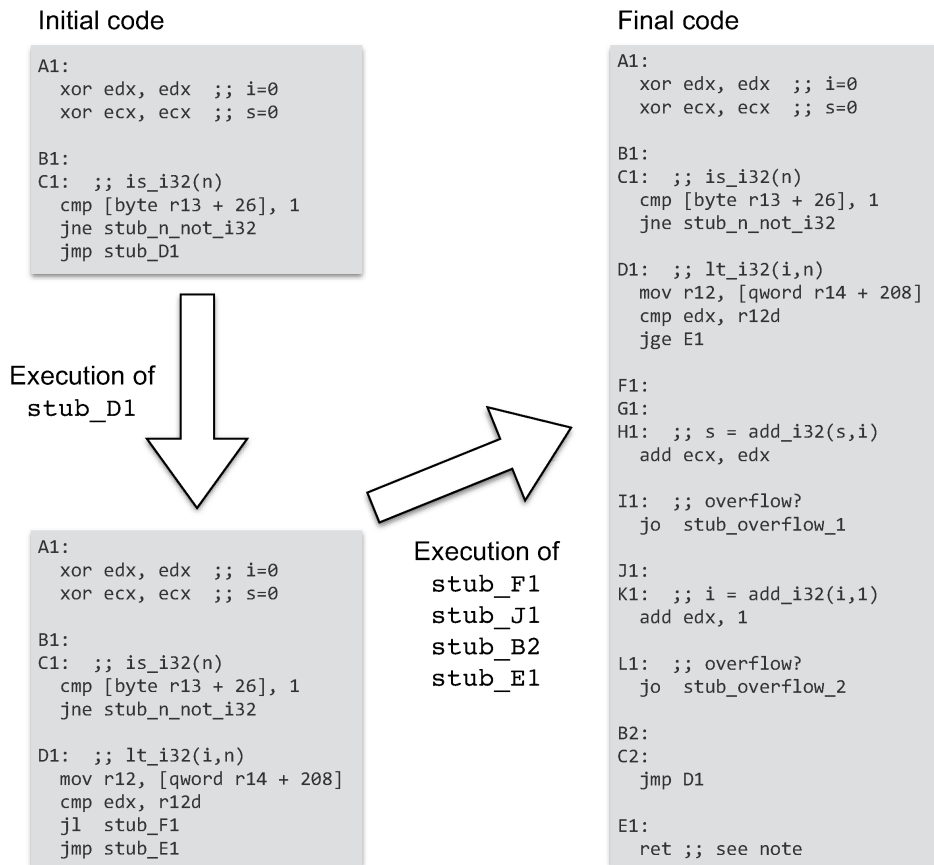 Initial code
A1:
xor edx, edx ;; i=0
xor ecx, ecx ;; s=0
B1:
C1: ;; is_i32(n)
cmp [byte r13 + 26], 1
jne stub_n_not_i32
jmp stub_D1
Execution of
stub_D1
A1:
xor edx, edx ;; i=0
xor ecx, ecx ;; s=0
B1:
C1: ;; is_i32(n)
cmp [byte r13 + 26], 1
jne stub_n_not_i32
D1: ;; lt_i32(i,n)
mov r12, [qword r14 + 208]
cmp edx, r12d
jl stub_F1
jmp stub_E1
Execution of
stub_F1
stub_J1
stub_B2
stub_E1
Final code
A1:
xor edx, edx ;; i=0
xor ecx, ecx ;; s=0
B1:
C1: ;; is_i32(n)
cmp [byte r13 + 26], 1
jne stub_n_not_i32
D1: ;; lt_i32(i,n)
mov r12, [qword r14 + 208]
cmp edx, r12d
jge E1
F1:
G1:
H1: ;; s = add_i32(s,i)
add ecx, edx
I1: ;; overflow?
jo stub_overflow_1
J1:
K1: ;; i = add_i32(i,1)
add edx, 1
L1: ;; overflow?
jo stub_overflow_2
B2:
C2:
jmp D1
E1:
ret ;; see note